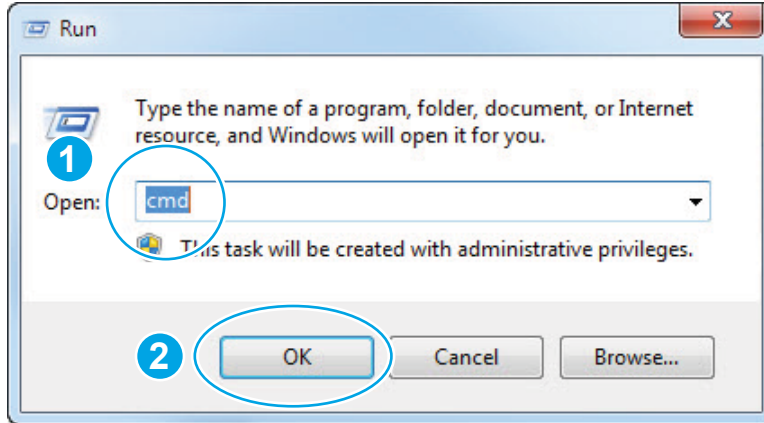 Run
Type the name of a program, folder, document, or Internet
resource, and Windows will open it for you.
1
Open: cmd
This task will be created with administrative privileges.
2 OK Cancel Browse...